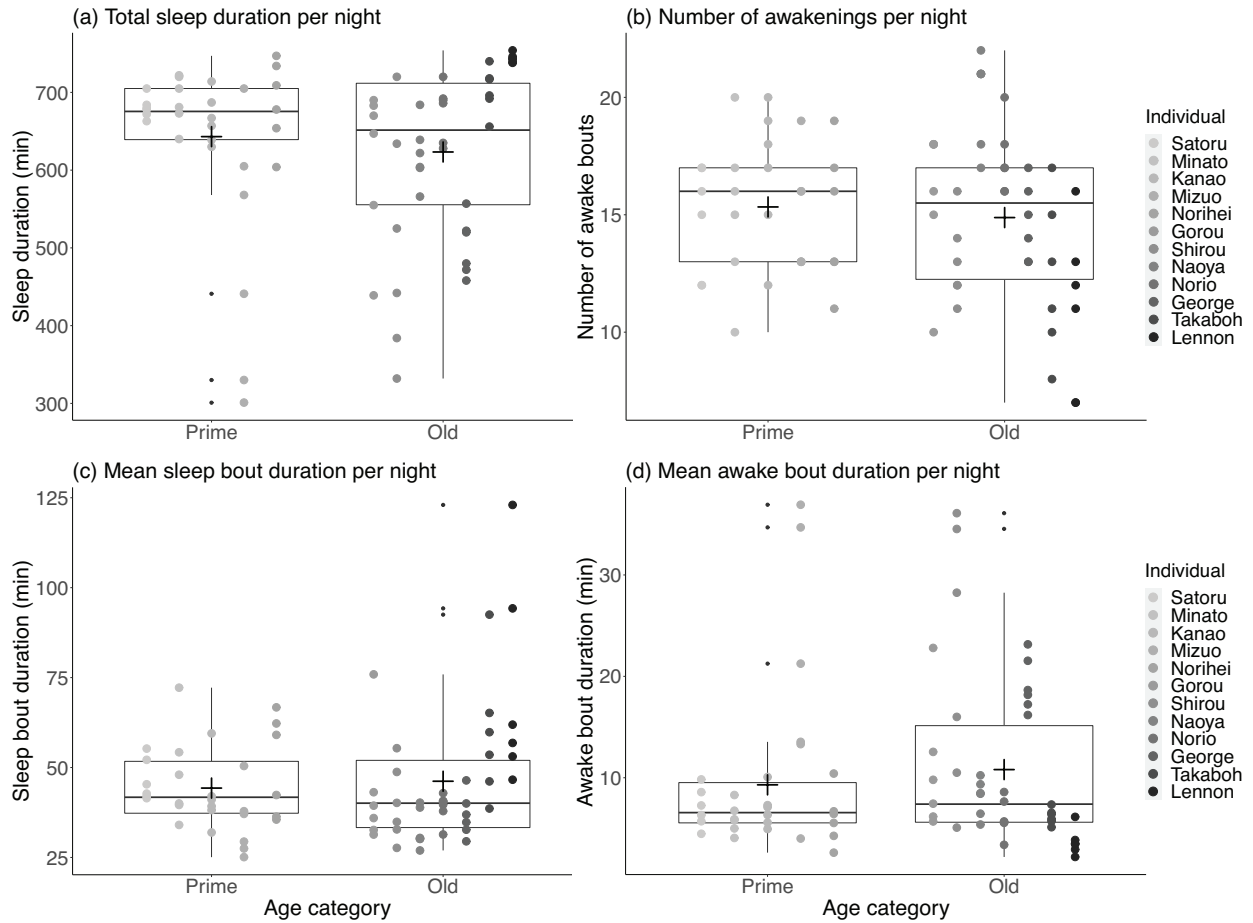 (a) Total sleep duration per night
(b) Number of awakenings per night
Sleep duration (min)
700
600
500
400
300
Prime
Old
Number of awake bouts
20
15
10
Prime
Old
Individual
Satoru
Minato
Kanao
Mizuo
Norihei
Gorou
Shirou
Naoya
Norio
George
Takaboh
Lennon
(c) Mean sleep bout duration per night
(d) Mean awake bout duration per night
Sleep bout duration (min)
125
100
75
50
25
Prime
Old
Age category
Awake bout duration (min)
30
20
10
Prime
Old
Age category
Individual
Satoru
Minato
Kanao
Mizuo
Norihei
Gorou
Shirou
Naoya
Norio
George
Takaboh
Lennon